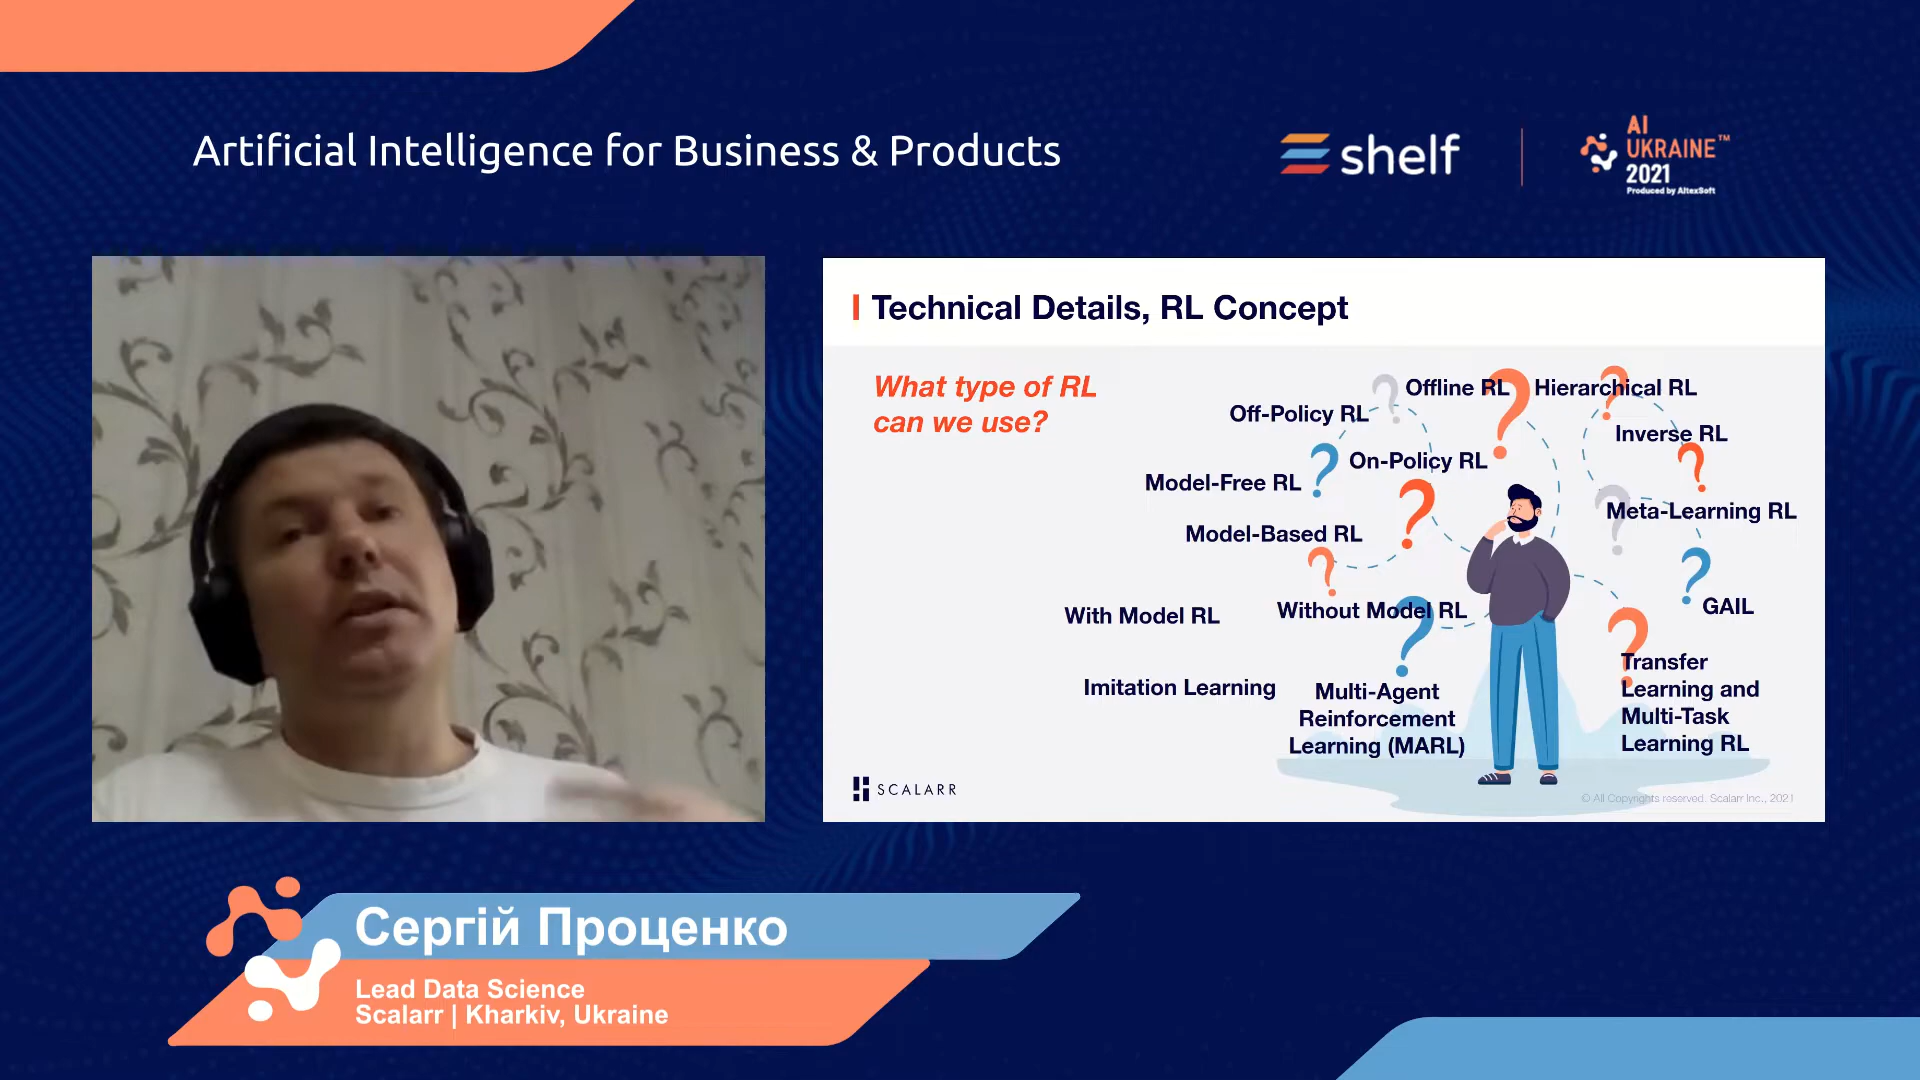 Artificial Intelligence for Business & Products
shelf
AI
UKRAINE™
2021
Produced by AltexSoft
Technical Details, RL Concept
What type of RL
can we use?
Offline RL
Hierarchical RL
Off-Policy RL
Inverse RL
On-Policy RL
Model-Free RL
Meta-Learning RL
Model-Based RL
With Model RL
Without Model RL
GAIL
Imitation Learning
Multi-Agent
Reinforcement
Learning (MARL)
Transfer
Learning and
Multi-Task
Learning RL
SCALARR
© All Copyrights reserved. Scalarr Inc., 2021
Сергій Проценко
Lead Data Science
Scalarr | Kharkiv, Ukraine